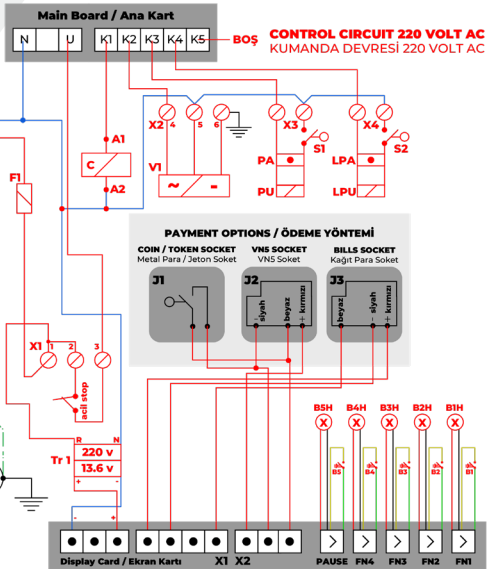 Main Board / Ana Kart
N U K1 K2 K3 K4 K5 BOŞ
CONTROL CIRCUIT 220 VOLT AC
KUMANDA DEVRESİ 220 VOLT AC
X2 4 5 6 X3 X4
A1 S1 S2
C V1 PA LPA
F1 A2 ~ - PU LPU
PAYMENT OPTIONS / ÖDEME YÖNTEMİ
COIN / TOKEN SOCKET VN5 SOCKET BILLS SOCKET
Metal Para / Jeton Soket VN5 Soket Kağıt Para Soket
J1 J2 J3
- siyah beyaz + kırmızı beyaz - siyah + kırmızı
X1 1 2 3
acil stop
B5H B4H B3H B2H B1H
X X X X X
R N
Tr 1 220 v
13.6 v
+ -
B5 B4 B3 B2 B1
- +
Display Card / Ekran Kartı X1 X2 PAUSE FN4 FN3 FN2 FN1